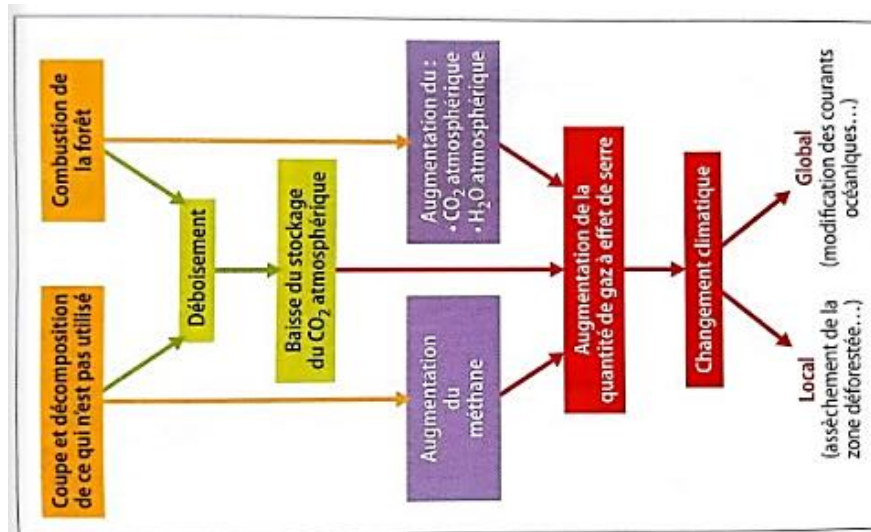 Coupe et décomposition
de ce qui n'est pas utilisé
Combustion de
la forêt
Déboisement
Baisse du stockage
du CO₂ atmosphérique
Augmentation
du
méthane
Augmentation du :
• CO₂ atmosphérique
• H₂O atmosphérique
Augmentation de la
quantité de gaz à effet de serre
Changement climatique
Local
(assèchement de la
zone déforestée...)
Global
(modification des courants
océaniques...)